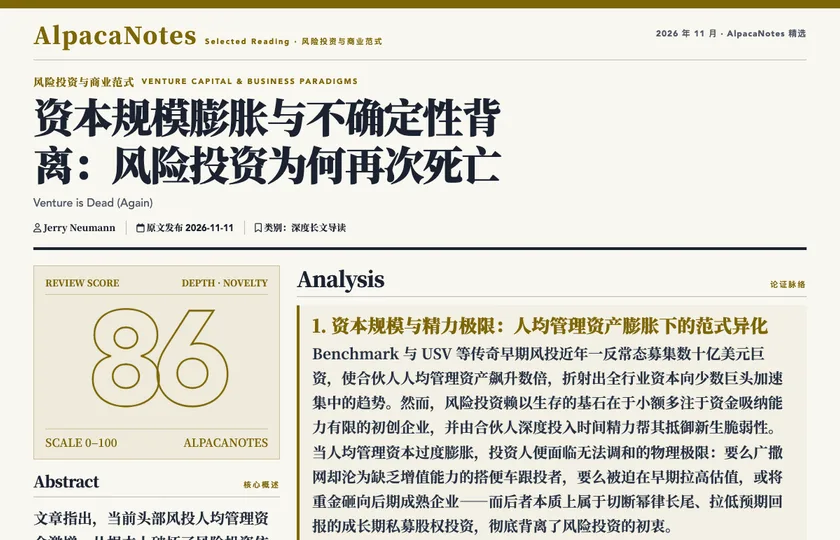 AlpacaNotes Selected Reading · 风险投资与商业范式
2026 年 11 月 · AlpacaNotes 精选
风险投资与商业范式 VENTURE CAPITAL & BUSINESS PARADIGMS
资本规模膨胀与不确定性背
离：风险投资为何再次死亡
Venture is Dead (Again)
Jerry Neumann 原文发布 2026-11-11 类别：深度长文导读
REVIEW SCORE DEPTH · NOVELTY
86
SCALE 0–100 ALPACANOTES
Abstract 核心概述
文章指出，当前头部风投人均管理资
Analysis 论证脉络
1. 资本规模与精力极限：人均管理资产膨胀下的范式异化
Benchmark 与 USV 等传奇早期风投近年一反常态募集数十亿美元巨
资，使合伙人人均管理资产飙升数倍，折射出全行业资本向少数巨头加速
集中的趋势。然而，风险投资赖以生存的基石在于小额多注于资金吸纳能
力有限的初创企业，并由合伙人深度投入时间精力帮其抵御新生脆弱性。
当人均管理资本过度膨胀，投资人便面临无法调和的物理极限：要么广撒
网却沦为缺乏增值能力的搭便车跟投者，要么被迫在早期拉高估值，或将
重金砸向后期成熟企业——而后者本质上属于切断幂律长尾、拉低预期回
报的成长期私募股权投资，彻底背离了风险投资的初衷。